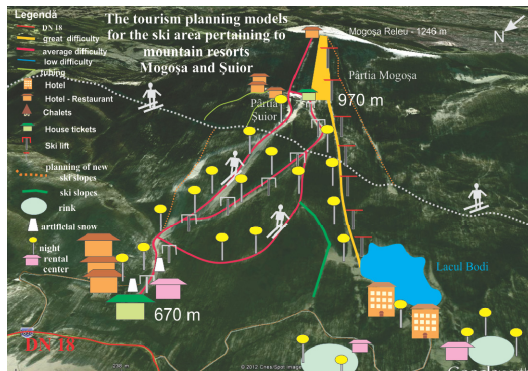 Legendă
DN 18
great difficulty
average difficulty
low difficulty
tubing
Hotel
Hotel - Restaurant
Chalets
House tickets
Ski lift
planning of new
ski slopes
ski slopes
rink
artificial snow
night
rental
center
The tourism planning models
for the ski area pertaining to
mountain resorts
Mogoşa and Şuior
Mogoşa Releu - 1246 m
N
Pârtia Mogoşa
970 m
Pârtia
Şuior
Lacul Bodi
670 m
DN 18
© 2012 Cnes/Spot Image